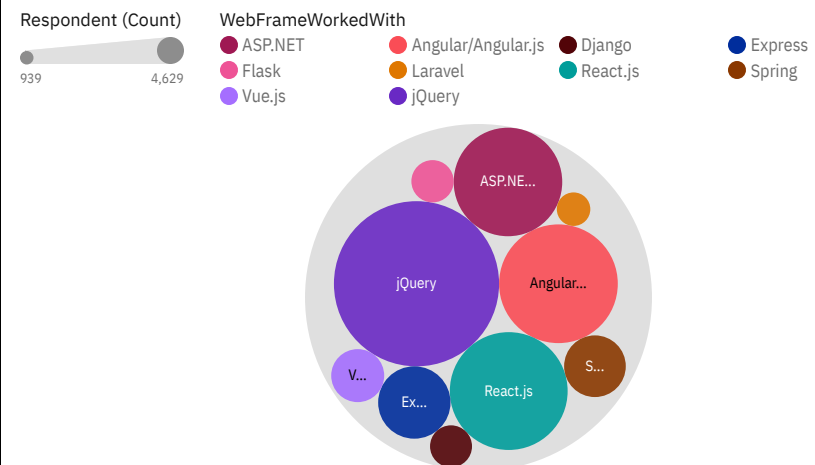 Respondent (Count)
939 4,629
WebFrameWorkedWith
ASP.NET Angular/Angular.js Django Express
Flask Laravel React.js Spring
Vue.js jQuery
ASP.NE...
jQuery
Angular...
S...
V...
React.js
Ex...